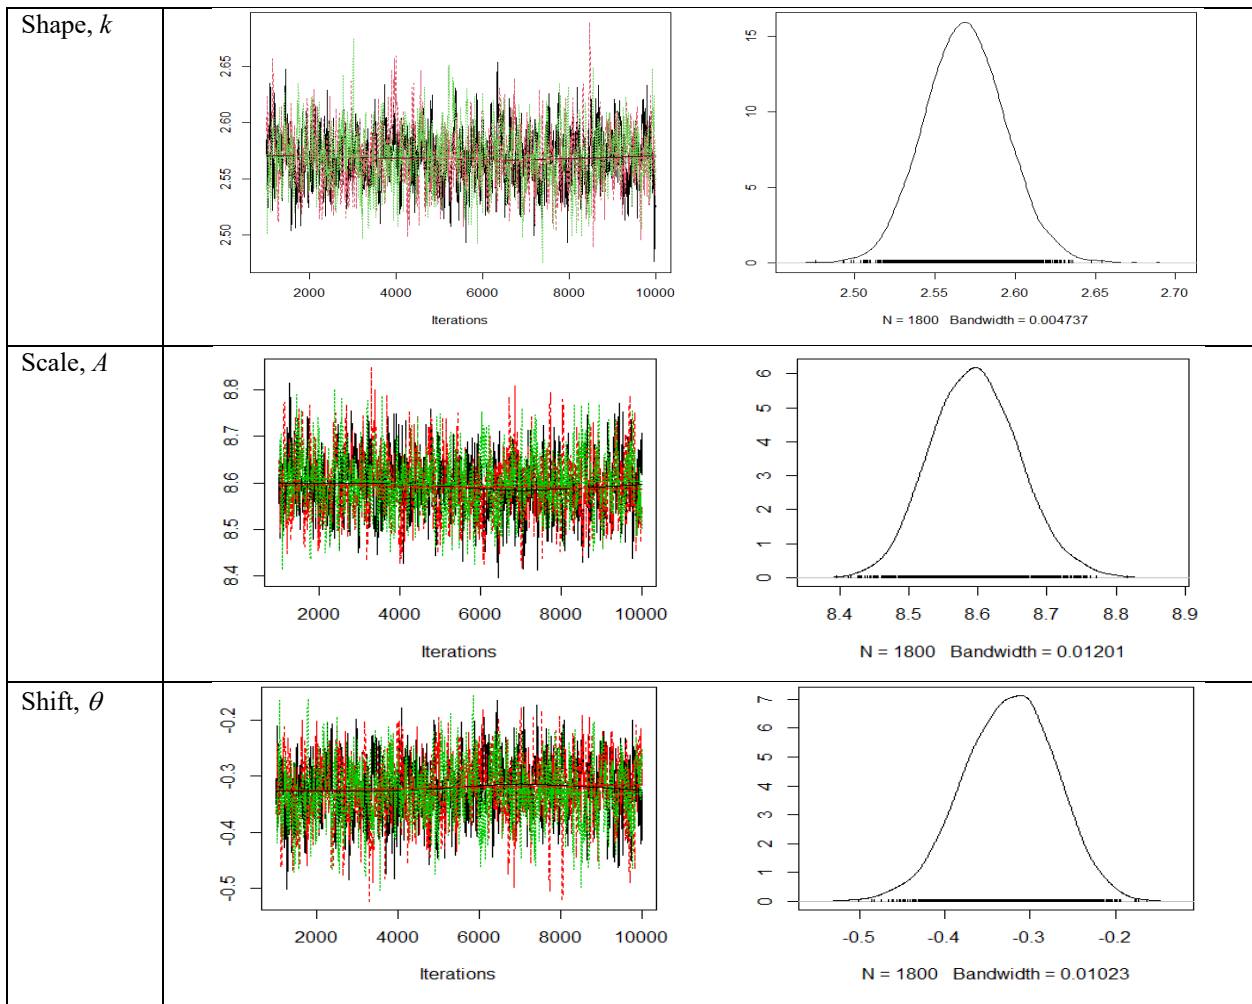 Shape, k
2.50 2.55 2.60 2.65
2000 4000 6000 8000 10000
Iterations
0 5 10 15
2.50 2.55 2.60 2.65 2.70
N = 1800 Bandwidth = 0.004737
Scale, A
8.4 8.5 8.6 8.7 8.8
2000 4000 6000 8000 10000
Iterations
0 1 2 3 4 5 6
8.4 8.5 8.6 8.7 8.8 8.9
N = 1800 Bandwidth = 0.01201
Shift, θ
-0.5 -0.4 -0.3 -0.2
2000 4000 6000 8000 10000
Iterations
0 1 2 3 4 5 6 7
-0.5 -0.4 -0.3 -0.2
N = 1800 Bandwidth = 0.01023